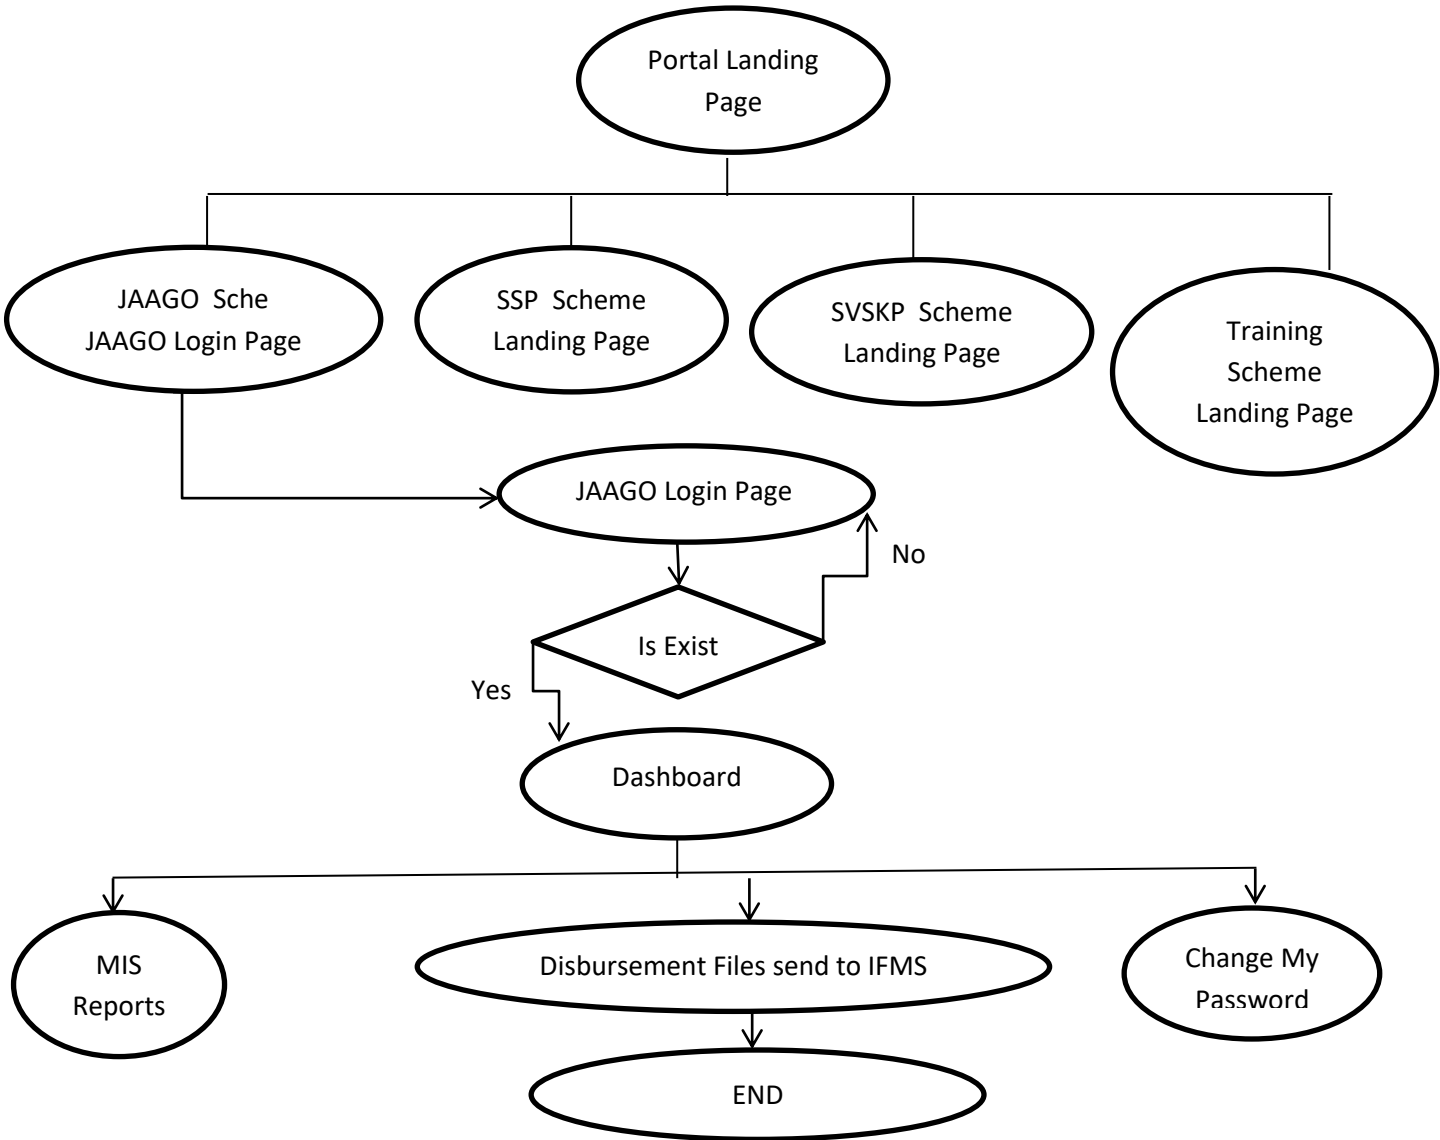 Portal Landing
Page
JAAGO Sche
JAAGO Login Page
SSP Scheme
Landing Page
SVSKP Scheme
Landing Page
Training
Scheme
Landing Page
JAAGO Login Page
No
Is Exist
Yes
Dashboard
MIS
Reports
Disbursement Files send to IFMS
Change My
Password
END